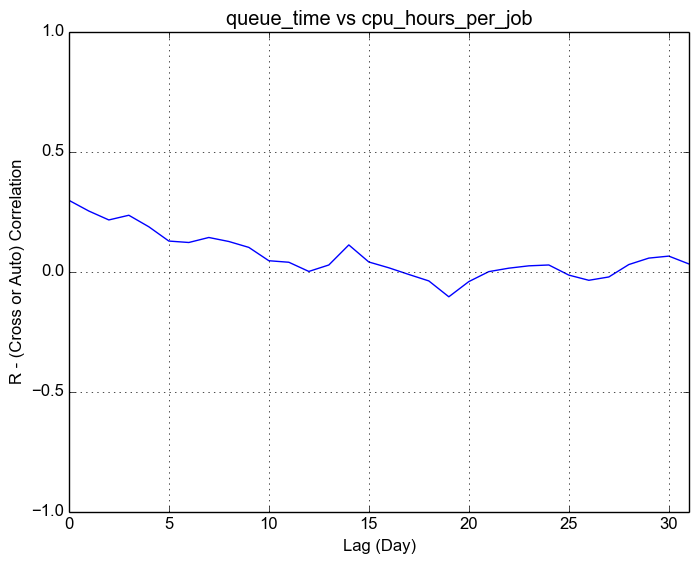 queue_time vs cpu_hours_per_job
1.0
0.5
0.0
−0.5
−1.0
R - (Cross or Auto) Correlation
0 5 10 15 20 25 30
Lag (Day)